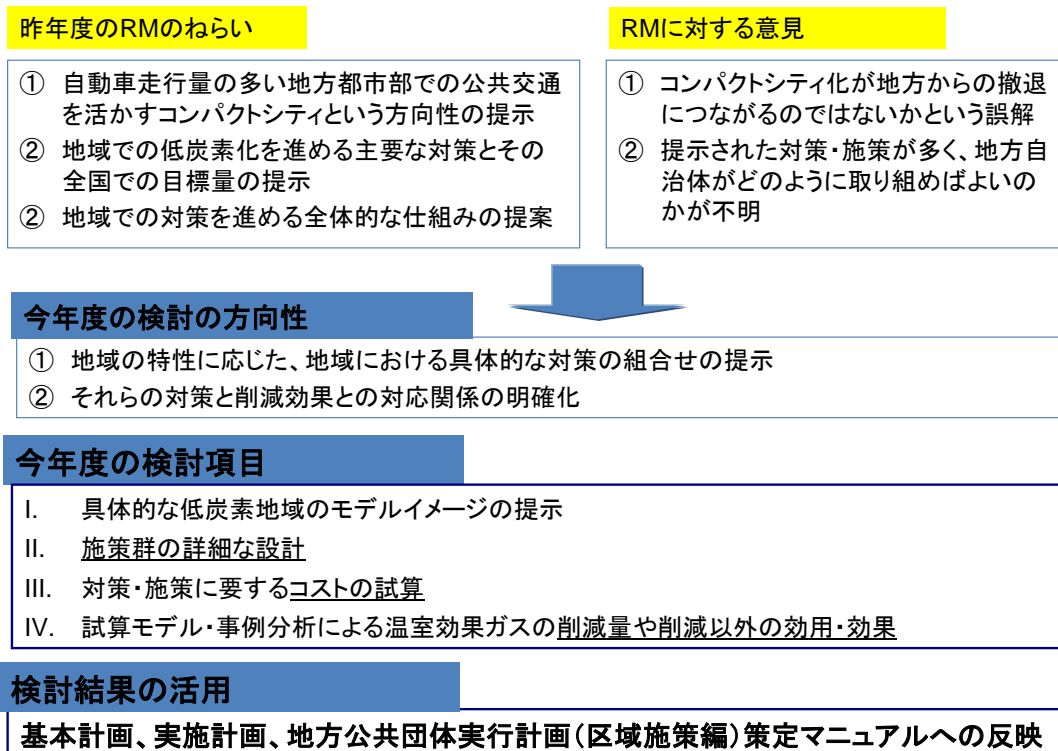 昨年度のRMのねらい
① 自動車走行量の多い地方都市部での公共交通
を活かすコンパクトシティという方向性の提示
② 地域での低炭素化を進める主要な対策とその
全国での目標量の提示
② 地域での対策を進める全体的な仕組みの提案
RMに対する意見
① コンパクトシティ化が地方からの撤退
につながるのではないかという誤解
② 提示された対策・施策が多く、地方自
治体がどのように取り組めばよいの
かが不明
今年度の検討の方向性
① 地域の特性に応じた、地域における具体的な対策の組合せの提示
② それらの対策と削減効果との対応関係の明確化
今年度の検討項目
I. 具体的な低炭素地域のモデルイメージの提示
II. 施策群の詳細な設計
III. 対策・施策に要するコストの試算
IV. 試算モデル・事例分析による温室効果ガスの削減量や削減以外の効用・効果
検討結果の活用
基本計画、実施計画、地方公共団体実行計画（区域施策編）策定マニュアルへの反映